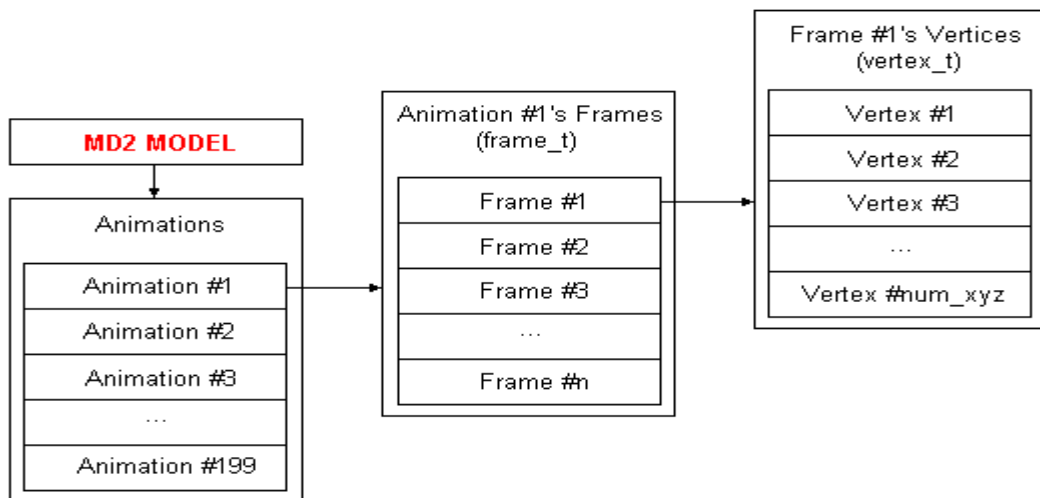 MD2 MODEL
Animations
Animation #1
Animation #2
Animation #3
...
Animation #199
Animation #1's Frames
(frame_t)
Frame #1
Frame #2
Frame #3
...
Frame #n
Frame #1's Vertices
(vertex_t)
Vertex #1
Vertex #2
Vertex #3
...
Vertex #num_xyz